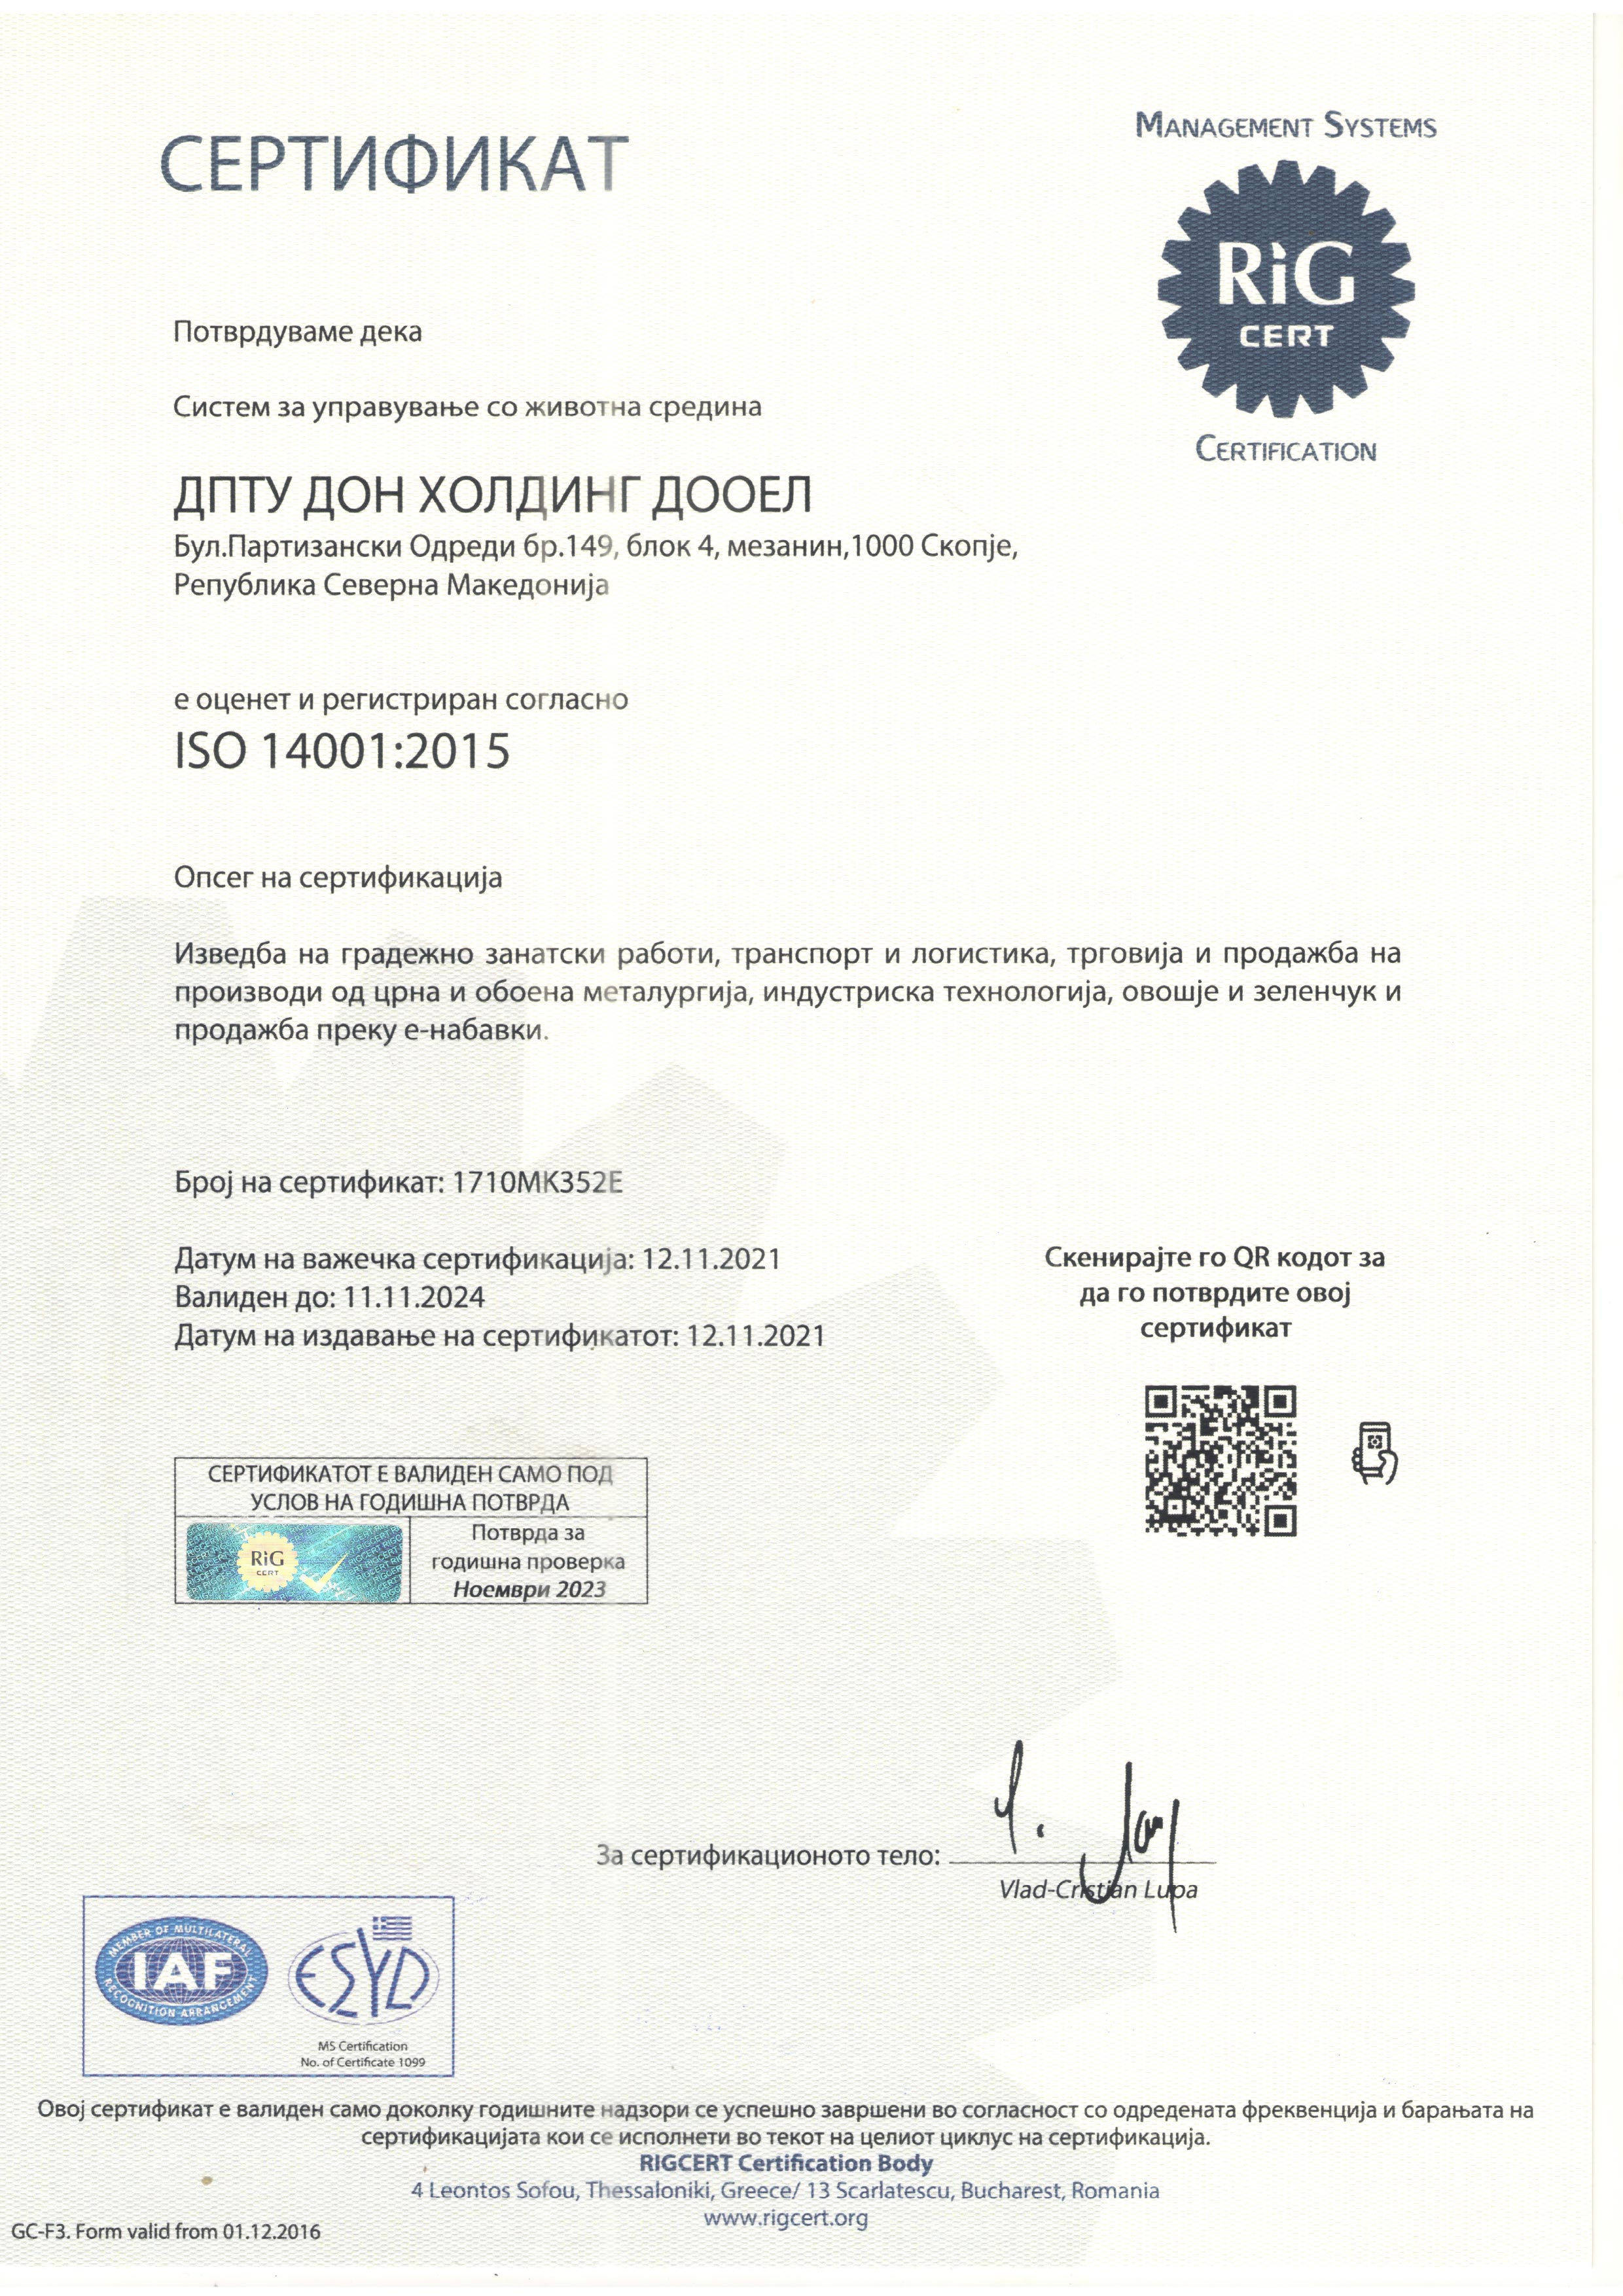 MANAGEMENT SYSTEMS
СЕРТИФИКАТ
RiG
CERT
CERTIFICATION
Потврдуваме дека
Систем за управување со животна средина
ДПТУ ДОН ХОЛДИНГ ДООЕЛ
Бул.Партизански Одреди бр.149, блок 4, мезанин,1000 Скопје,
Република Северна Македонија
е оценет и регистриран согласно
ISO 14001:2015
Опсег на сертификација
Изведба на градежно занатски работи, транспорт и логистика, трговија и продажба на
производи од црна и обоена металургија, индустриска технологија, овошје и зеленчук и
продажба преку е-набавки.
Број на сертификат: 1710MK352E
Датум на важечка сертификација: 12.11.2021
Валиден до: 11.11.2024
Датум на издавање на сертификатот: 12.11.2021
Скенирајте го QR кодот за
да го потврдите овој
сертификат
СЕРТИФИКАТОТ Е ВАЛИДЕН САМО ПОД
УСЛОВ НА ГОДИШНА ПОТВРДА
RiG
CERT
Потврда за
годишна проверка
Ноември 2023
За сертификационото тело:
Vlad-Cristian Lupa
MEMBER OF MULTILATERAL
IAF
RECOGNITION ARRANGEMENT
ESYD
MS Certification
No. of Certificate 1099
Овој сертификат е валиден само доколку годишните надзори се успешно завршени во согласност со одредената фреквенција и барањата на
сертификацијата кои се исполнети во текот на целиот циклус на сертификација.
RIGCERT Certification Body
4 Leontos Sofou, Thessaloniki, Greece/ 13 Scarlatescu, Bucharest, Romania
www.rigcert.org
GC-F3. Form valid from 01.12.2016